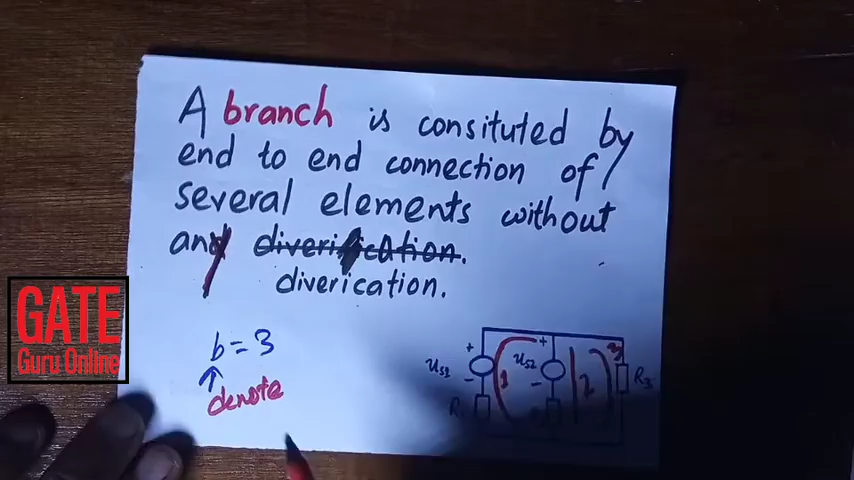 A branch is consituted by
end to end connection of
several elements without
any diverification.
diverication.
b = 3
denote
GATE
Guru Online
+
us1
-
R
+
us2
-
1
2
3
R3